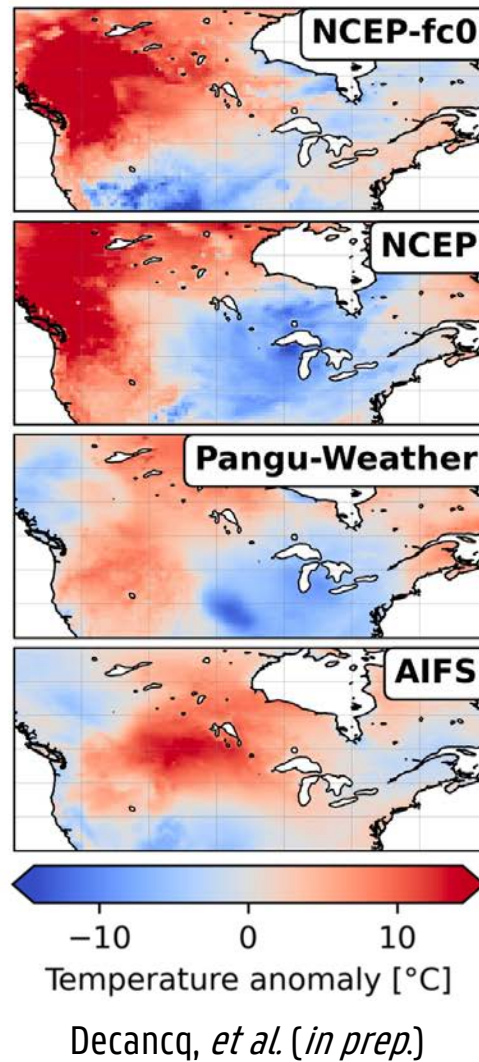 NCEP-fc0
NCEP
Pangu-Weather
AIFS
−10 0 10
Temperature anomaly [°C]
Decancq, et al. (in prep.)